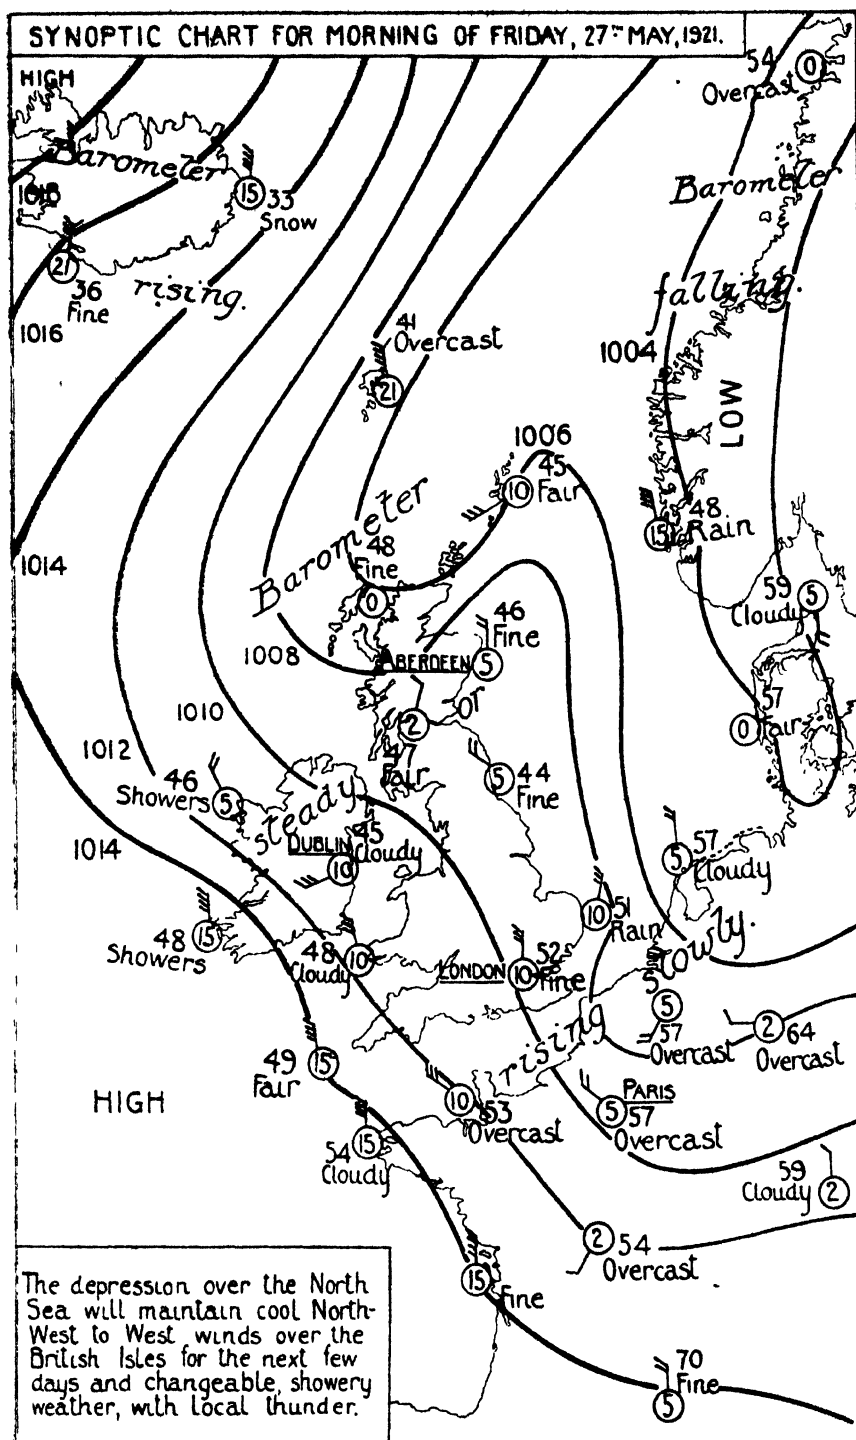 SYNOPTIC CHART FOR MORNING OF FRIDAY, 27TH MAY, 1921.
HIGH
54
Overcast
0
Barometer
1018
15
33
Snow
Barometer
21
36
Fine
rising.
falling.
1016
41
Overcast
1004
21
LOW
1006
45
10
Fair
Barometer
48
Rain
15
48
Fine
1014
59
Cloudy
5
0
46
Fine
1008
ABERDEEN
5
57
Fair
0
1010
2
47
Fair
1012
46
Showers
5
5
44
Fine
steady
1014
DUBLIN
45
Cloudy
10
5
57
Cloudy
10
51
Rain
48
Showers
15
48
Cloudy
10
LONDON
10
52
Fine
slowly.
5
57
Overcast
2
64
Overcast
rising
49
Fair
15
HIGH
10
53
Overcast
PARIS
5
57
Overcast
54
Cloudy
15
59
Cloudy
2
2
54
Overcast
15
Fine
70
Fine
5
The depression over the North
Sea will maintain cool North-
West to West winds over the
British Isles for the next few
days and changeable, showery
weather, with local thunder.